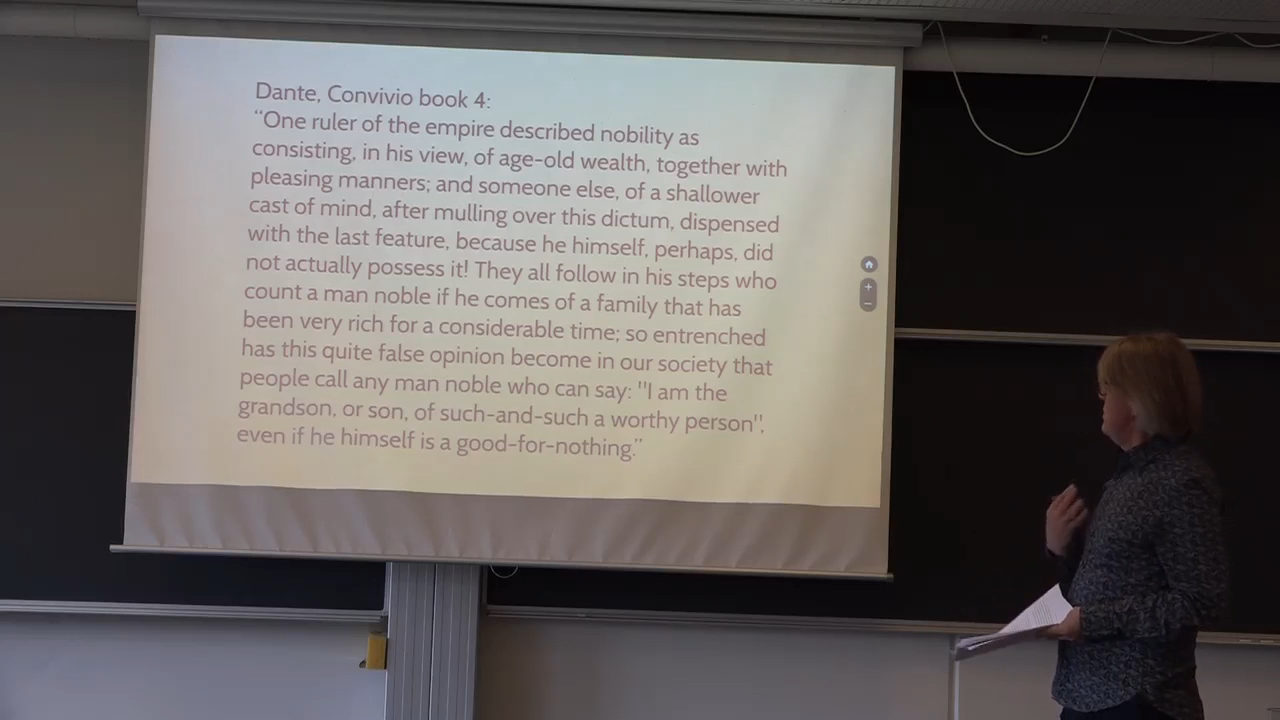 Dante, Convivio book 4:
“One ruler of the empire described nobility as
consisting, in his view, of age-old wealth, together with
pleasing manners; and someone else, of a shallower
cast of mind, after mulling over this dictum, dispensed
with the last feature, because he himself, perhaps, did
not actually possess it! They all follow in his steps who
count a man noble if he comes of a family that has
been very rich for a considerable time; so entrenched
has this quite false opinion become in our society that
people call any man noble who can say: "I am the
grandson, or son, of such-and-such a worthy person",
even if he himself is a good-for-nothing.”